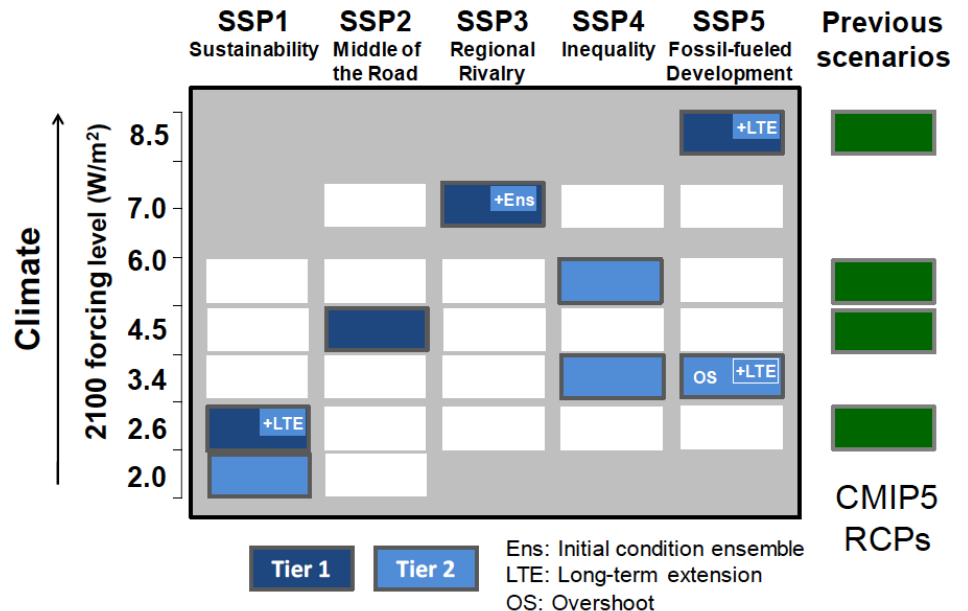 SSP1
Sustainability
SSP2
Middle of
the Road
SSP3
Regional
Rivalry
SSP4
Inequality
SSP5
Fossil-fueled
Development
Previous
scenarios
Climate
2100 forcing level (W/m²)
8.5
+LTE
7.0
+Ens
6.0
4.5
3.4
OS
+LTE
2.6
+LTE
2.0
CMIP5
RCPs
Tier 1
Tier 2
Ens: Initial condition ensemble
LTE: Long-term extension
OS: Overshoot